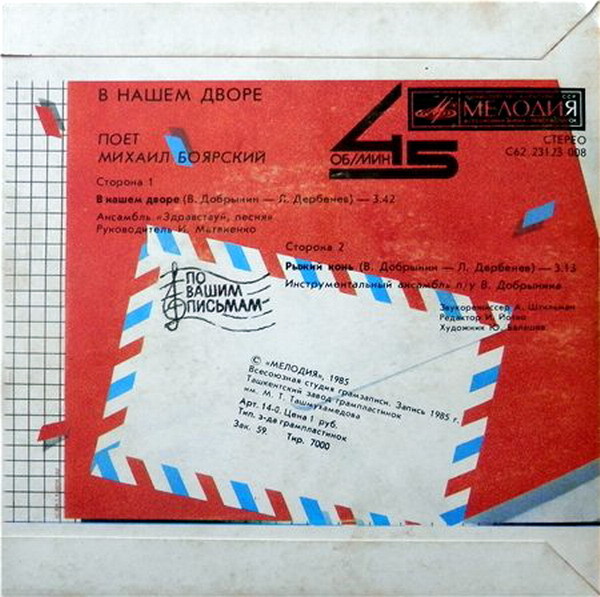 В НАШЕМ ДВОРЕ
ПОЕТ
МИХАИЛ БОЯРСКИЙ
45
ОБ/МИН
МЕЛОДИЯ
СТЕРЕО
С62 23123 008
Сторона 1
В нашем дворе (В. Добрынин — Л. Дербенев) — 3.42
Ансамбль «Здравствуй, песня»
Руководитель И. Матвиенко
Сторона 2
Рыжий конь (В. Добрынин — Л. Дербенев) — 3.13
Инструментальный ансамбль п/у В. Добрынина
Звукорежиссер А. Штильман
Редактор И. Йотко
Художник Ю. Балашов
ПО
ВАШИМ
ПИСЬМАМ
© «МЕЛОДИЯ», 1985
Всесоюзная студия грамзаписи. Запись 1985 г.
Ташкентский завод грампластинок
им. М. Т. Ташмухамедова
Арт. 14-0. Цена 1 руб.
Тип. з-да грампластинок
Зак. 59. Тир. 7000